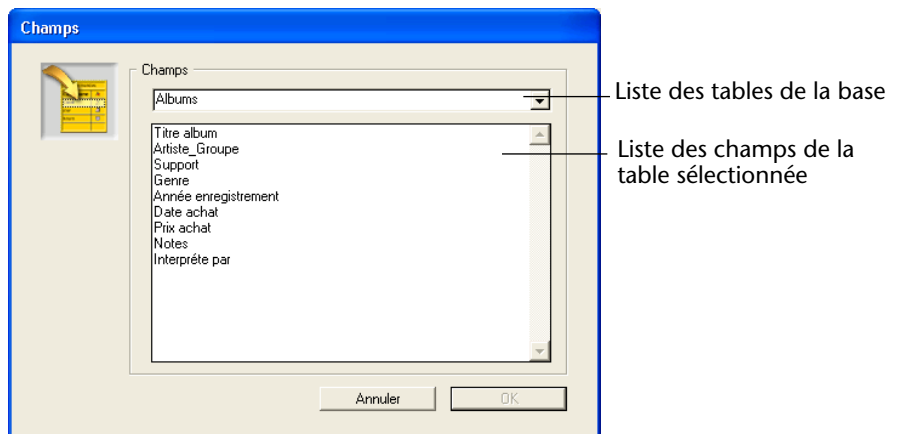 Champs
Champs
Albums
Liste des tables de la base
Titre album
Artiste_Groupe
Support
Genre
Année enregistrement
Date achat
Prix achat
Notes
Interpréte par
Liste des champs de la
table sélectionnée
Annuler
OK